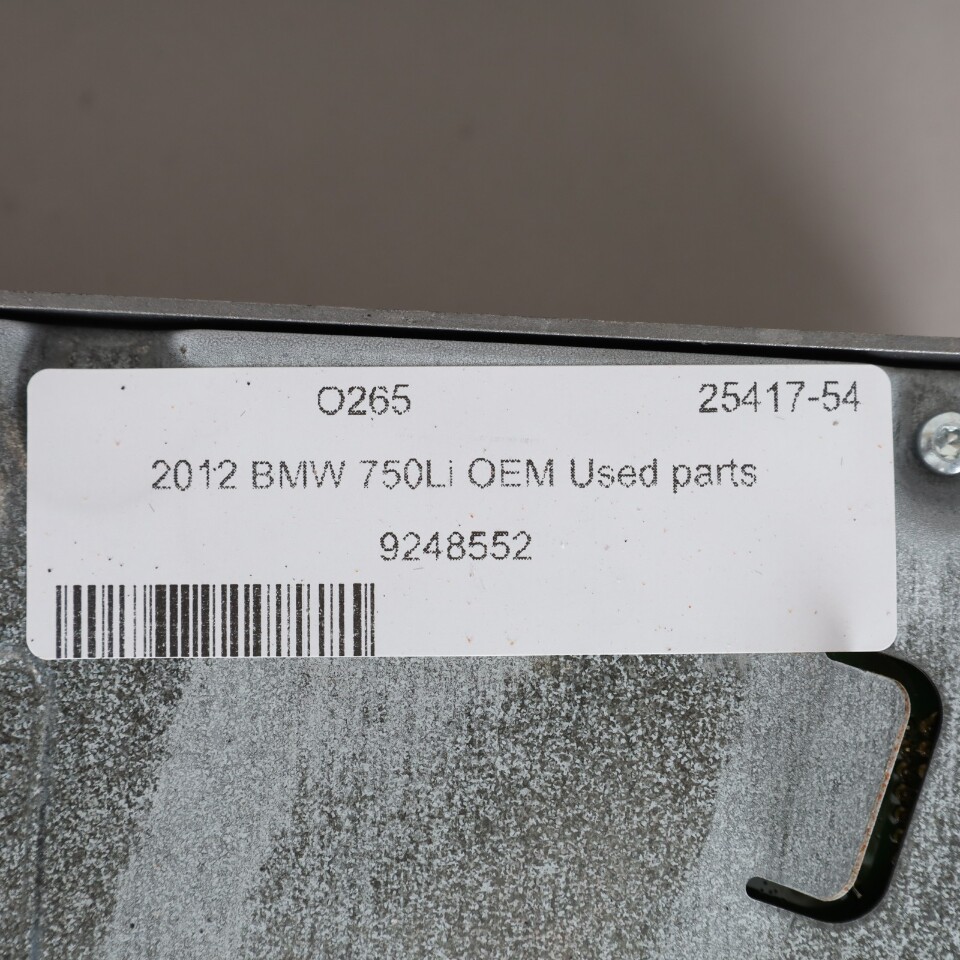 O265 25417-54
2012 BMW 750Li OEM Used parts
9248552